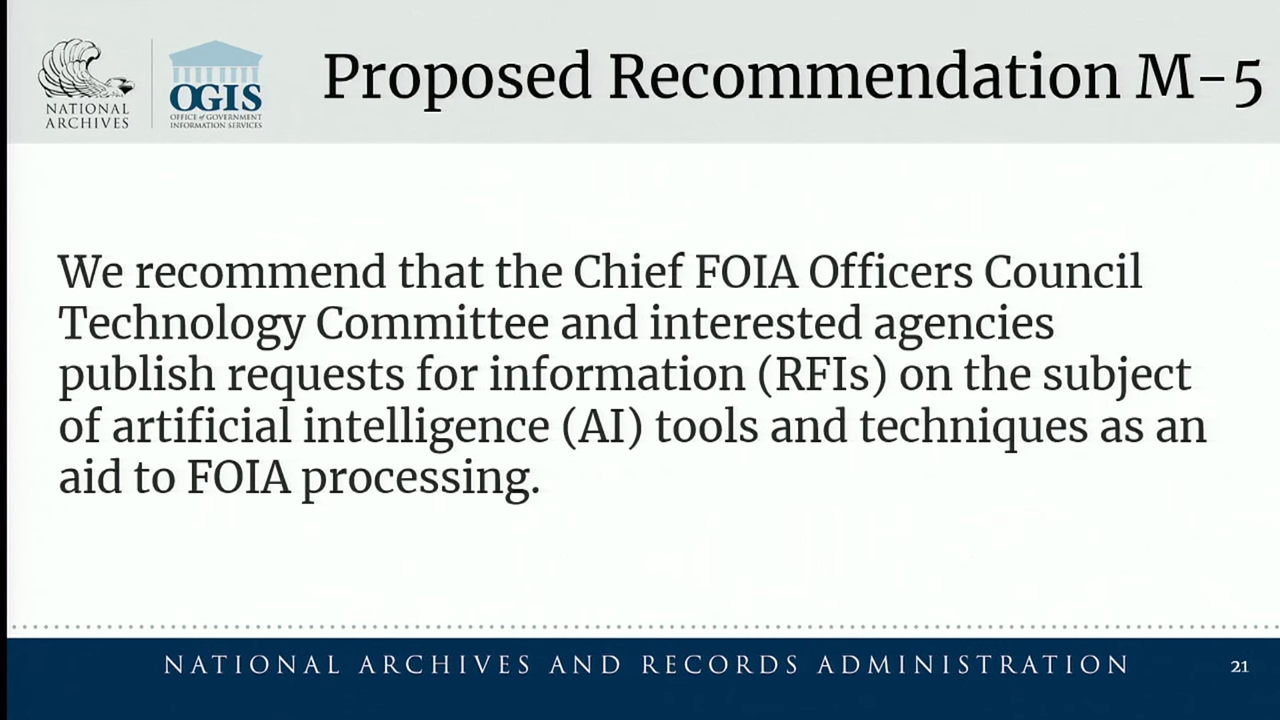 NATIONAL
ARCHIVES
OGIS
OFFICE of GOVERNMENT
INFORMATION SERVICES
Proposed Recommendation M-5
We recommend that the Chief FOIA Officers Council
Technology Committee and interested agencies
publish requests for information (RFIs) on the subject
of artificial intelligence (AI) tools and techniques as an
aid to FOIA processing.
NATIONAL ARCHIVES AND RECORDS ADMINISTRATION
21